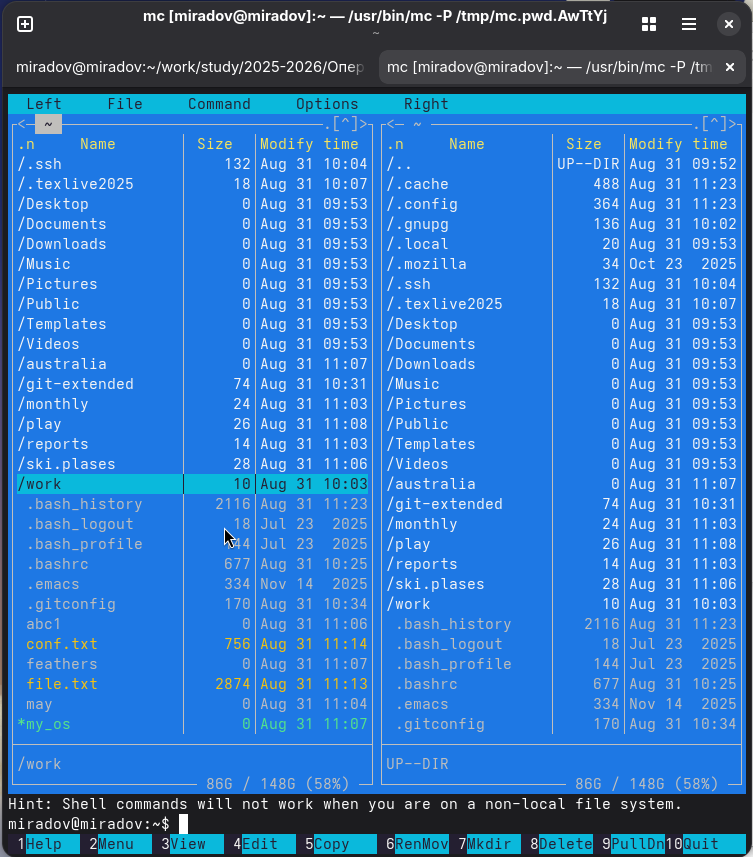 mc [miradov@miradov]:~ — /usr/bin/mc -P /tmp/mc.pwd.AwTtYj
~
miradov@miradov:~/work/study/2025-2026/Опер mc [miradov@miradov]:~ — /usr/bin/mc -P /tm
Left File Command Options Right
<— ~ .[^]> <— ~ .[^]>
.n Name Size Modify time .n Name Size Modify time
/.ssh 132 Aug 31 10:04 /.. UP--DIR Aug 31 09:52
/.texlive2025 18 Aug 31 10:07 /.cache 488 Aug 31 11:23
/Desktop 0 Aug 31 09:53 /.config 364 Aug 31 11:23
/Documents 0 Aug 31 09:53 /.gnupg 136 Aug 31 10:02
/Downloads 0 Aug 31 09:53 /.local 20 Aug 31 09:53
/Music 0 Aug 31 09:53 /.mozilla 34 Oct 23 2025
/Pictures 0 Aug 31 09:53 /.ssh 132 Aug 31 10:04
/Public 0 Aug 31 09:53 /.texlive2025 18 Aug 31 10:07
/Templates 0 Aug 31 09:53 /Desktop 0 Aug 31 09:53
/Videos 0 Aug 31 09:53 /Documents 0 Aug 31 09:53
/australia 0 Aug 31 11:07 /Downloads 0 Aug 31 09:53
/git-extended 74 Aug 31 10:31 /Music 0 Aug 31 09:53
/monthly 24 Aug 31 11:03 /Pictures 0 Aug 31 09:53
/play 26 Aug 31 11:08 /Public 0 Aug 31 09:53
/reports 14 Aug 31 11:03 /Templates 0 Aug 31 09:53
/ski.plases 28 Aug 31 11:06 /Videos 0 Aug 31 09:53
/work 10 Aug 31 10:03 /australia 0 Aug 31 11:07
.bash_history 2116 Aug 31 11:23 /git-extended 74 Aug 31 10:31
.bash_logout 18 Jul 23 2025 /monthly 24 Aug 31 11:03
.bash_profile 44 Jul 23 2025 /play 26 Aug 31 11:08
.bashrc 677 Aug 31 10:25 /reports 14 Aug 31 11:03
.emacs 334 Nov 14 2025 /ski.plases 28 Aug 31 11:06
.gitconfig 170 Aug 31 10:34 /work 10 Aug 31 10:03
abc1 0 Aug 31 11:06 .bash_history 2116 Aug 31 11:23
conf.txt 756 Aug 31 11:14 .bash_logout 18 Jul 23 2025
feathers 0 Aug 31 11:07 .bash_profile 144 Jul 23 2025
file.txt 2874 Aug 31 11:13 .bashrc 677 Aug 31 10:25
may 0 Aug 31 11:04 .emacs 334 Nov 14 2025
*my_os 0 Aug 31 11:07 .gitconfig 170 Aug 31 10:34
/work UP--DIR
86G / 148G (58%) 86G / 148G (58%)
Hint: Shell commands will not work when you are on a non-local file system.
miradov@miradov:~$
1Help 2Menu 3View 4Edit 5Copy 6RenMov 7Mkdir 8Delete 9PullDn 10Quit